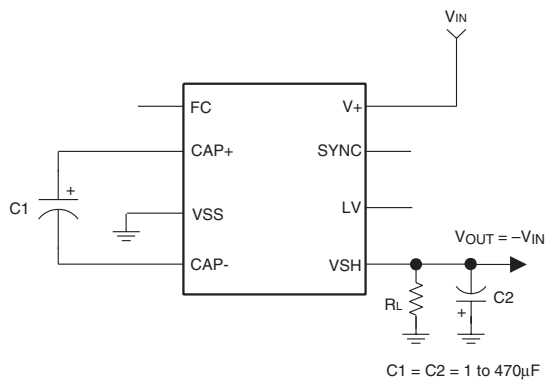 VIN
FC
V+
CAP+
SYNC
C1
+
VSS
LV
VOUT = –VIN
CAP-
VSH
RL
C2
+
C1 = C2 = 1 to 470µF